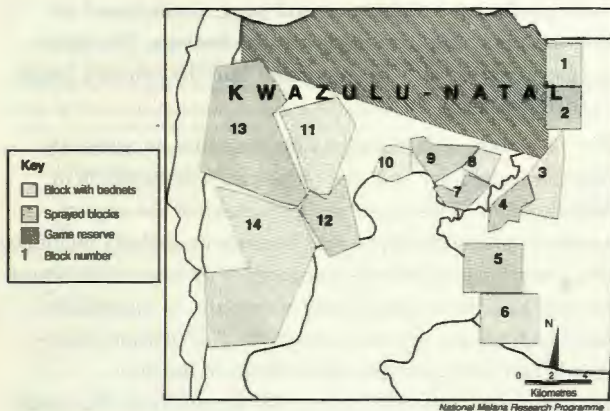 KWAZULU-NATAL
1
2
3
4
5
6
7
8
9
10
11
12
13
14
Key
Block with bednets
Sprayed blocks
Game reserve
1 Block number
N
0 2 4
Kilometres
National Malaria Research Programme